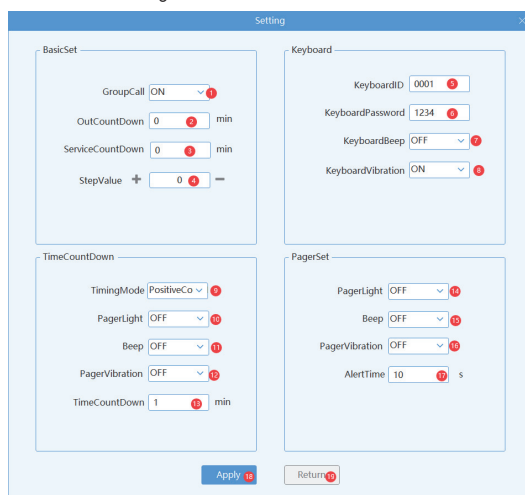 Setting
BasicSet
GroupCall ON 1
OutCountDown 0 2 min
ServiceCountDown 0 3 min
StepValue + 0 4 −
Keyboard
KeyboardID 0001 5
KeyboardPassword 1234 6
KeyboardBeep OFF 7
KeyboardVibration ON 8
TimeCountDown
TimingMode PositiveCo 9
PagerLight OFF 10
Beep OFF 11
PagerVibration OFF 12
TimeCountDown 1 13 min
PagerSet
PagerLight OFF 14
Beep OFF 15
PagerVibration OFF 16
AlertTime 10 17 s
Apply 18
Return 19